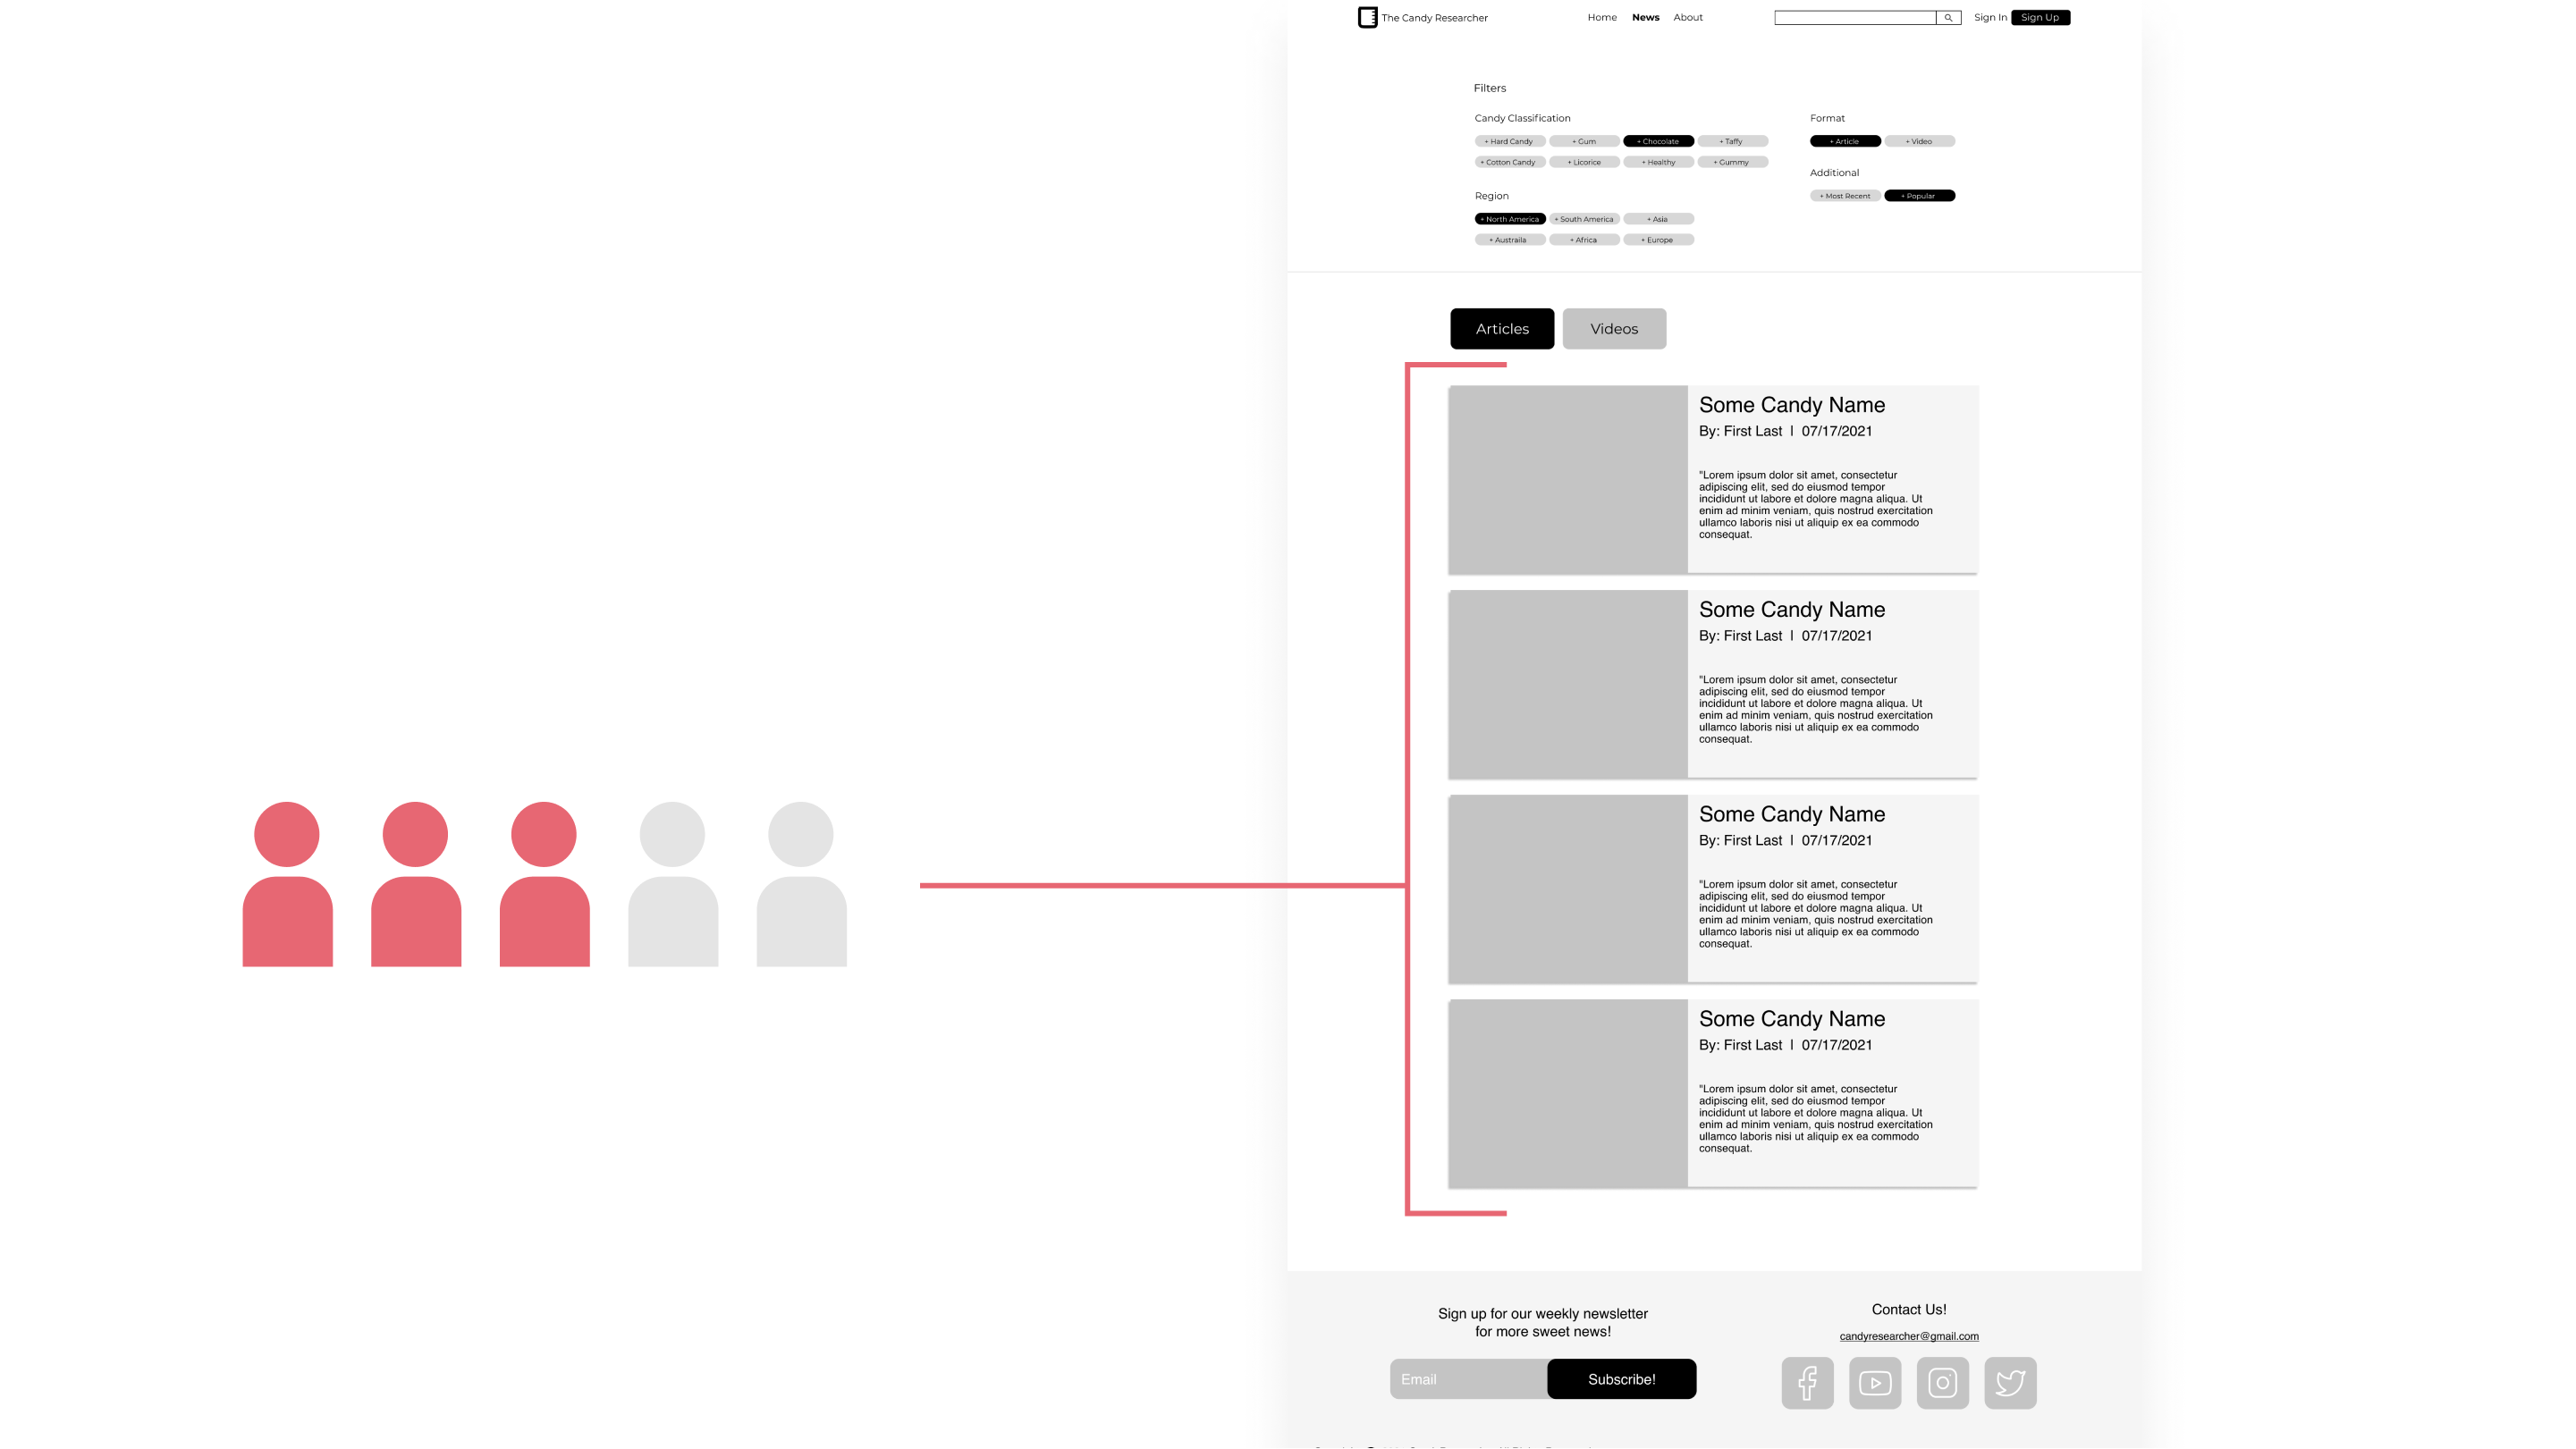 The Candy Researcher
Home News About
Sign In Sign Up
Filters
Candy Classification
+ Hard Candy + Gum + Chocolate + Taffy
+ Cotton Candy + Licorice + Healthy + Gummy
Region
+ North America + South America + Asia
+ Austraila + Africa + Europe
Format
+ Article + Video
Additional
+ Most Recent + Popular
Articles Videos
Some Candy Name
By: First Last | 07/17/2021
"Lorem ipsum dolor sit amet, consectetur
adipiscing elit, sed do eiusmod tempor
incididunt ut labore et dolore magna aliqua. Ut
enim ad minim veniam, quis nostrud exercitation
ullamco laboris nisi ut aliquip ex ea commodo
consequat.
Some Candy Name
By: First Last | 07/17/2021
"Lorem ipsum dolor sit amet, consectetur
adipiscing elit, sed do eiusmod tempor
incididunt ut labore et dolore magna aliqua. Ut
enim ad minim veniam, quis nostrud exercitation
ullamco laboris nisi ut aliquip ex ea commodo
consequat.
Some Candy Name
By: First Last | 07/17/2021
"Lorem ipsum dolor sit amet, consectetur
adipiscing elit, sed do eiusmod tempor
incididunt ut labore et dolore magna aliqua. Ut
enim ad minim veniam, quis nostrud exercitation
ullamco laboris nisi ut aliquip ex ea commodo
consequat.
Some Candy Name
By: First Last | 07/17/2021
"Lorem ipsum dolor sit amet, consectetur
adipiscing elit, sed do eiusmod tempor
incididunt ut labore et dolore magna aliqua. Ut
enim ad minim veniam, quis nostrud exercitation
ullamco laboris nisi ut aliquip ex ea commodo
consequat.
Sign up for our weekly newsletter
for more sweet news!
Email Subscribe!
Contact Us!
candyresearcher@gmail.com